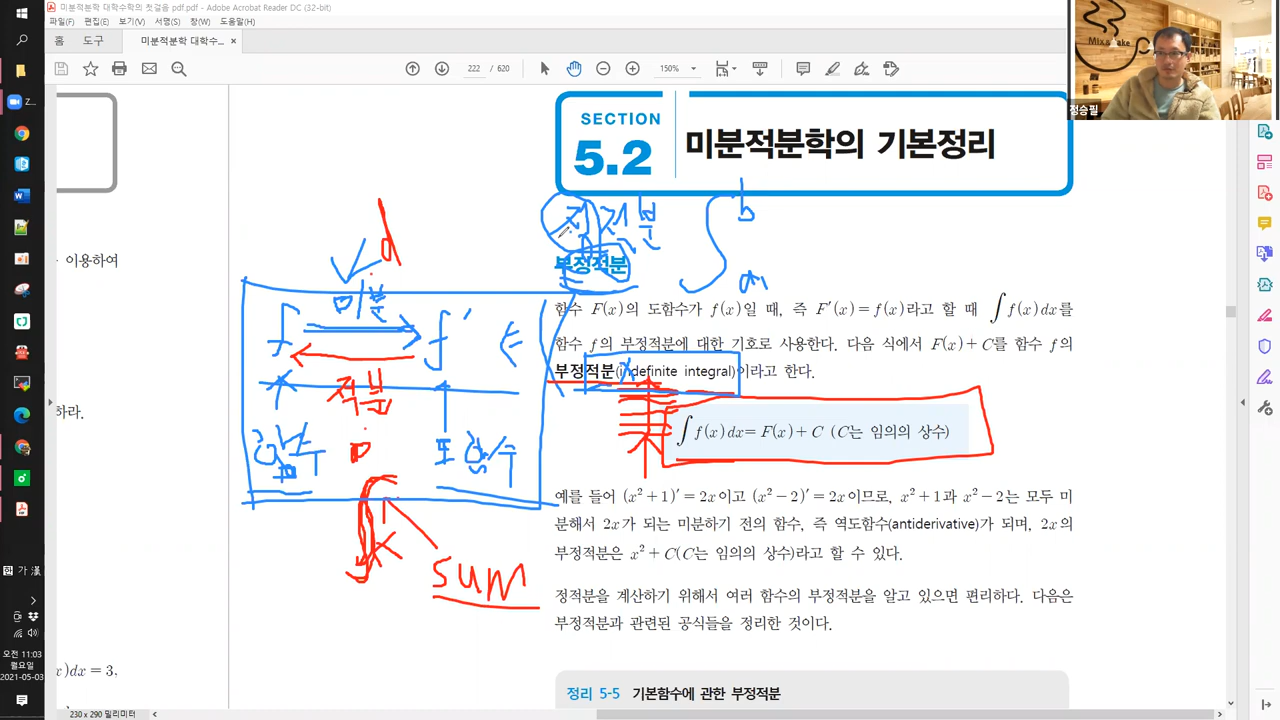 미분적분학 대학수학의 첫걸음 pdf.pdf - Adobe Acrobat Reader DC (32-bit)
파일(F) 편집(E) 보기(V) 서명(S) 창(W) 도움말(H)
홈 도구 미분적분학 대학수... ×
222 / 620 150%
Mix & Bake
정승필
SECTION
5.2
미분적분학의 기본정리
정적분
b
a
부정적분
d
미분
f f′
적분
원함수 도함수
sum
를 이용하여
하라.
)dx = 3,
함수 F(x)의 도함수가 f(x)일 때, 즉 F′(x) = f(x)라고 할 때 ∫ f(x) dx를
함수 f의 부정적분에 대한 기호로 사용한다. 다음 식에서 F(x) + C를 함수 f의
부정적분(indefinite integral)이라고 한다.
∫ f(x) dx = F(x) + C (C는 임의의 상수)
예를 들어 (x² + 1)′ = 2x이고 (x² − 2)′ = 2x이므로, x² + 1과 x² − 2는 모두 미
분해서 2x가 되는 미분하기 전의 함수, 즉 역도함수(antiderivative)가 되며, 2x의
부정적분은 x² + C(C는 임의의 상수)라고 할 수 있다.
정적분을 계산하기 위해서 여러 함수의 부정적분을 알고 있으면 편리하다. 다음은
부정적분과 관련된 공식들을 정리한 것이다.
정리 5-5 기본함수에 관한 부정적분
230 x 290 밀리미터
한 가 漢
오전 11:03
월요일
2021-05-03